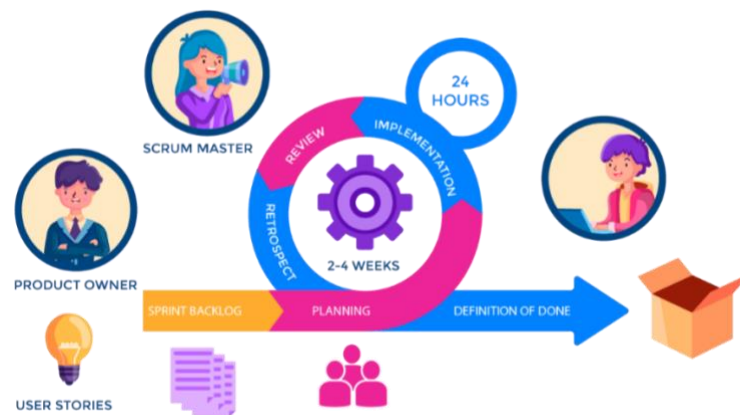 24
HOURS
SCRUM MASTER
REVIEW
IMPLEMENTATION
RETROSPECT
2-4 WEEKS
PRODUCT OWNER
SPRINT BACKLOG
PLANNING
DEFINITION OF DONE
USER STORIES